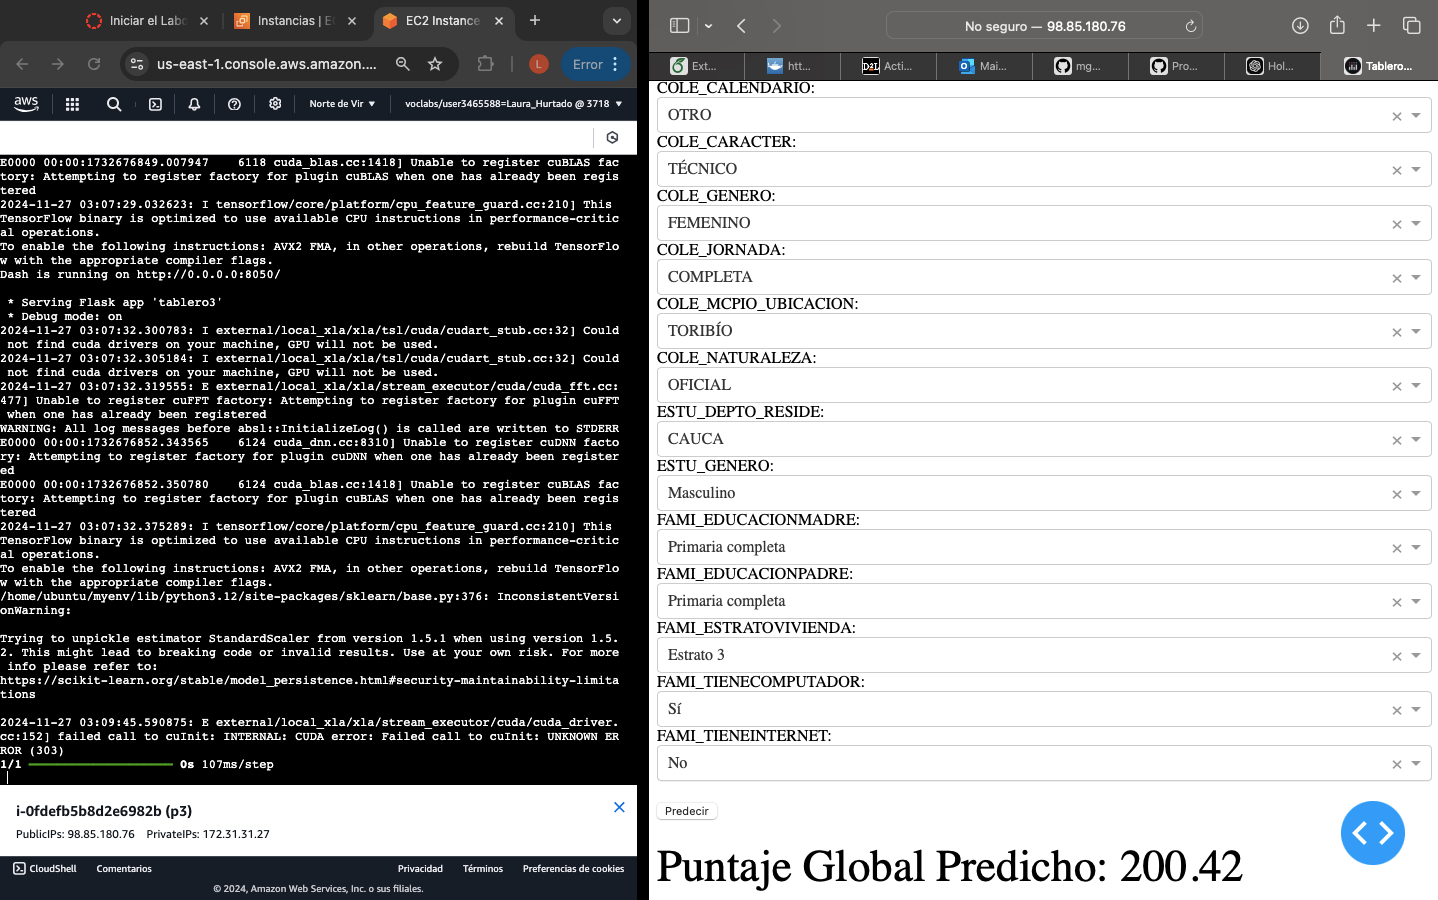 Iniciar el Labo
Instancias | E
EC2 Instance
us-east-1.console.aws.amazon....
L
Error
aws
Norte de Vir
voclabs/user3465588=Laura_Hurtado @ 3718
E0000 00:00:1732676849.007947    6118 cuda_blas.cc:1418] Unable to register cuBLAS fac
tory: Attempting to register factory for plugin cuBLAS when one has already been regis
tered
2024-11-27 03:07:29.032623: I tensorflow/core/platform/cpu_feature_guard.cc:210] This
TensorFlow binary is optimized to use available CPU instructions in performance-critic
al operations.
To enable the following instructions: AVX2 FMA, in other operations, rebuild TensorFlo
w with the appropriate compiler flags.
Dash is running on http://0.0.0.0:8050/
* Serving Flask app 'tablero3'
* Debug mode: on
2024-11-27 03:07:32.300783: I external/local_xla/xla/tsl/cuda/cudart_stub.cc:32] Could
not find cuda drivers on your machine, GPU will not be used.
2024-11-27 03:07:32.305184: I external/local_xla/xla/tsl/cuda/cudart_stub.cc:32] Could
not find cuda drivers on your machine, GPU will not be used.
2024-11-27 03:07:32.319555: E external/local_xla/xla/stream_executor/cuda/cuda_fft.cc:
477] Unable to register cuFFT factory: Attempting to register factory for plugin cuFFT
when one has already been registered
WARNING: All log messages before absl::InitializeLog() is called are written to STDERR
E0000 00:00:1732676852.343565    6124 cuda_dnn.cc:8310] Unable to register cuDNN facto
ry: Attempting to register factory for plugin cuDNN when one has already been register
ed
E0000 00:00:1732676852.350780    6124 cuda_blas.cc:1418] Unable to register cuBLAS fac
tory: Attempting to register factory for plugin cuBLAS when one has already been regis
tered
2024-11-27 03:07:32.375289: I tensorflow/core/platform/cpu_feature_guard.cc:210] This
TensorFlow binary is optimized to use available CPU instructions in performance-critic
al operations.
To enable the following instructions: AVX2 FMA, in other operations, rebuild TensorFlo
w with the appropriate compiler flags.
/home/ubuntu/myenv/lib/python3.12/site-packages/sklearn/base.py:376: InconsistentVersi
onWarning:
Trying to unpickle estimator StandardScaler from version 1.5.1 when using version 1.5.
2. This might lead to breaking code or invalid results. Use at your own risk. For more
info please refer to:
https://scikit-learn.org/stable/model_persistence.html#security-maintainability-limita
tions
2024-11-27 03:09:45.590875: E external/local_xla/xla/stream_executor/cuda/cuda_driver.
cc:152] failed call to cuInit: INTERNAL: CUDA error: Failed call to cuInit: UNKNOWN ER
ROR (303)
1/1 0s 107ms/step
i-0fdefb5b8d2e6982b (p3)
PublicIPs: 98.85.180.76    PrivateIPs: 172.31.31.27
CloudShell
Comentarios
Privacidad
Términos
Preferencias de cookies
© 2024, Amazon Web Services, Inc. o sus filiales.
No seguro — 98.85.180.76
Ext...
htt...
Acti...
Mai...
mg...
Pro...
Hol...
Tablero...
COLE_CALENDARIO:
OTRO
COLE_CARACTER:
TÉCNICO
COLE_GENERO:
FEMENINO
COLE_JORNADA:
COMPLETA
COLE_MCPIO_UBICACION:
TORIBÍO
COLE_NATURALEZA:
OFICIAL
ESTU_DEPTO_RESIDE:
CAUCA
ESTU_GENERO:
Masculino
FAMI_EDUCACIONMADRE:
Primaria completa
FAMI_EDUCACIONPADRE:
Primaria completa
FAMI_ESTRATOVIVIENDA:
Estrato 3
FAMI_TIENECOMPUTADOR:
Sí
FAMI_TIENEINTERNET:
No
Predecir
Puntaje Global Predicho: 200.42